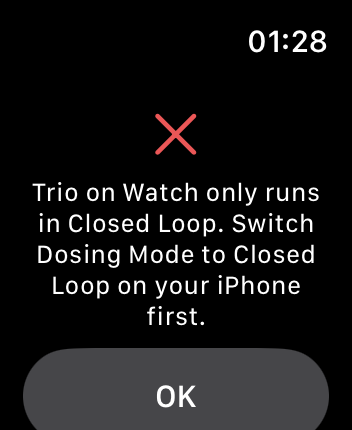 01:28
Trio on Watch only runs
in Closed Loop. Switch
Dosing Mode to Closed
Loop on your iPhone
first.
OK